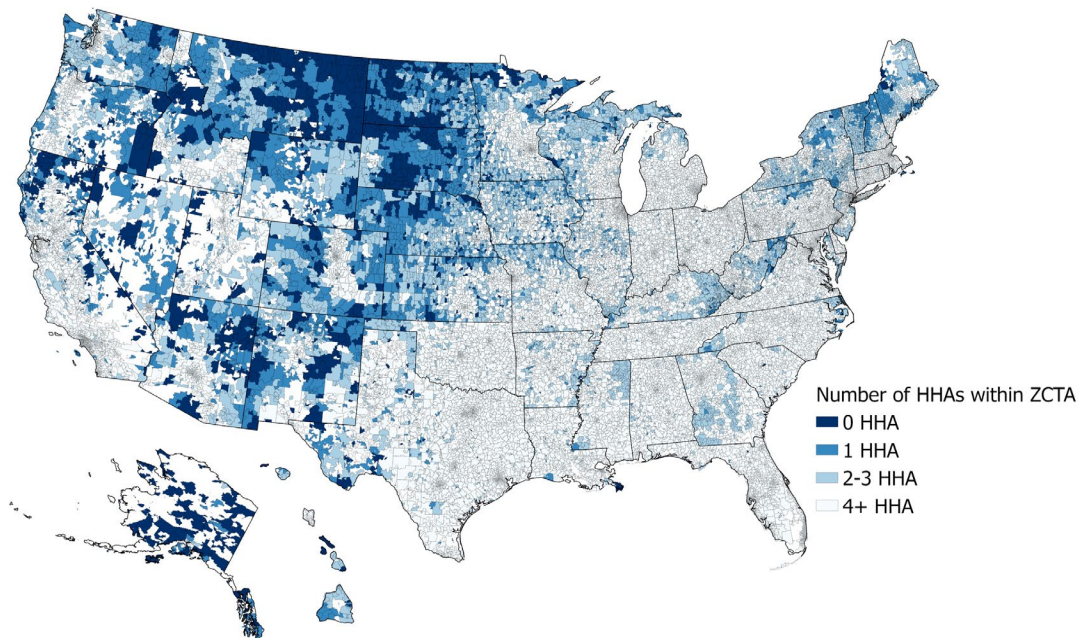 Number of HHAs within ZCTA
0 HHA
1 HHA
2-3 HHA
4+ HHA